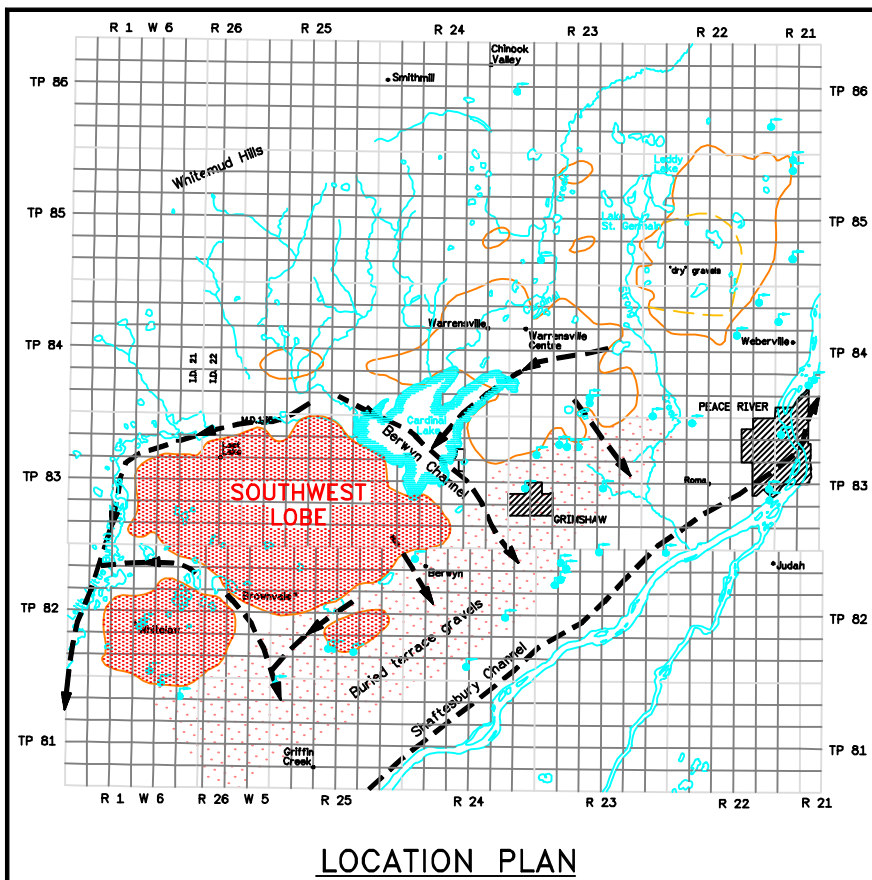 R 1 W 6 R 26 R 25 R 24 R 23 R 22 R 21
Chinook
Valley
TP 86
Smithmill
TP 86
Whitemud Hills
Leddy
Lake
TP 85
Lake
St. Germain
TP 85
"dry" gravels
Warrensville
Warrensville
Centre
Weberville
TP 84
I.D. 21
I.D. 22
TP 84
Cardinal
Lake
PEACE RIVER
Berwyn Channel
Lake
TP 83
SOUTHWEST
LOBE
Roma
TP 83
GRIMSHAW
Berwyn
Judah
Brownvale
TP 82
Whitelaw
TP 82
Buried terrace gravels
Shaftesbury Channel
TP 81
Griffin
Creek
TP 81
R 1 W 6 R 26 W 5 R 25 R 24 R 23 R 22 R 21
LOCATION PLAN